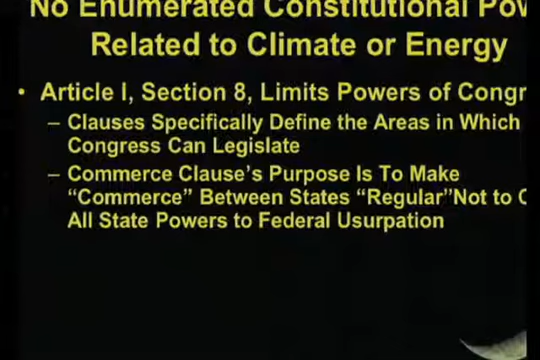 No Enumerated Constitutional Pow
Related to Climate or Energy
• Article I, Section 8, Limits Powers of Congr
– Clauses Specifically Define the Areas in Which
Congress Can Legislate
– Commerce Clause's Purpose Is To Make
"Commerce" Between States "Regular"Not to
All State Powers to Federal Usurpation